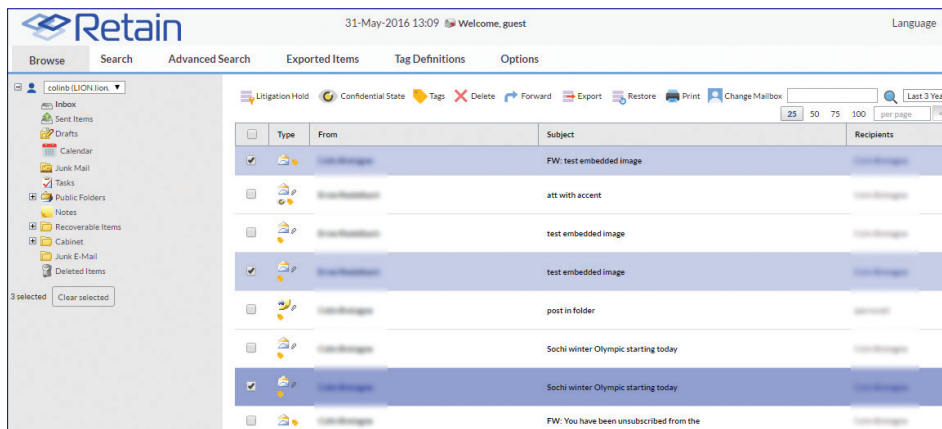 Retain
31-May-2016 13:09 Welcome, guest
Language
Browse Search Advanced Search Exported Items Tag Definitions Options
colinb (LION.lion.
Inbox
Sent Items
Drafts
Calendar
Junk Mail
Tasks
Public Folders
Notes
Recoverable Items
Cabinet
Junk E-Mail
Deleted Items
3 selected Clear selected
Litigation Hold Confidential State Tags Delete Forward Export Restore Print Change Mailbox Last 3 Yea
25 50 75 100 per page
Type From Subject Recipients
FW: test embedded image
att with accent
test embedded image
test embedded image
post in folder
Sochi winter Olympic starting today
Sochi winter Olympic starting today
FW: You have been unsubscribed from the